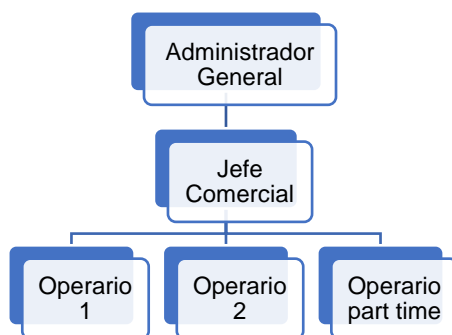 Administrador
General
Jefe
Comercial
Operario
1
Operario
2
Operario
part time